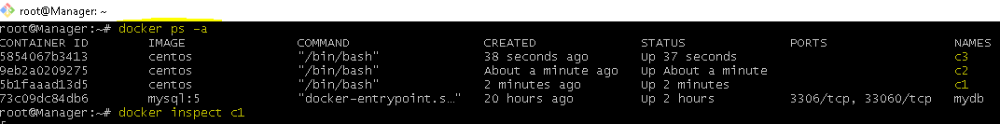 root@Manager: ~
root@Manager:~# docker ps -a
CONTAINER ID IMAGE COMMAND CREATED STATUS PORTS NAMES
5854067b3413 centos "/bin/bash" 38 seconds ago Up 37 seconds c3
9eb2a0209275 centos "/bin/bash" About a minute ago Up About a minute c2
5b1faaad13d5 centos "/bin/bash" 2 minutes ago Up 2 minutes c1
73c09dc84db6 mysql:5 "docker-entrypoint.s…" 20 hours ago Up 2 hours 3306/tcp, 33060/tcp mydb
root@Manager:~# docker inspect c1